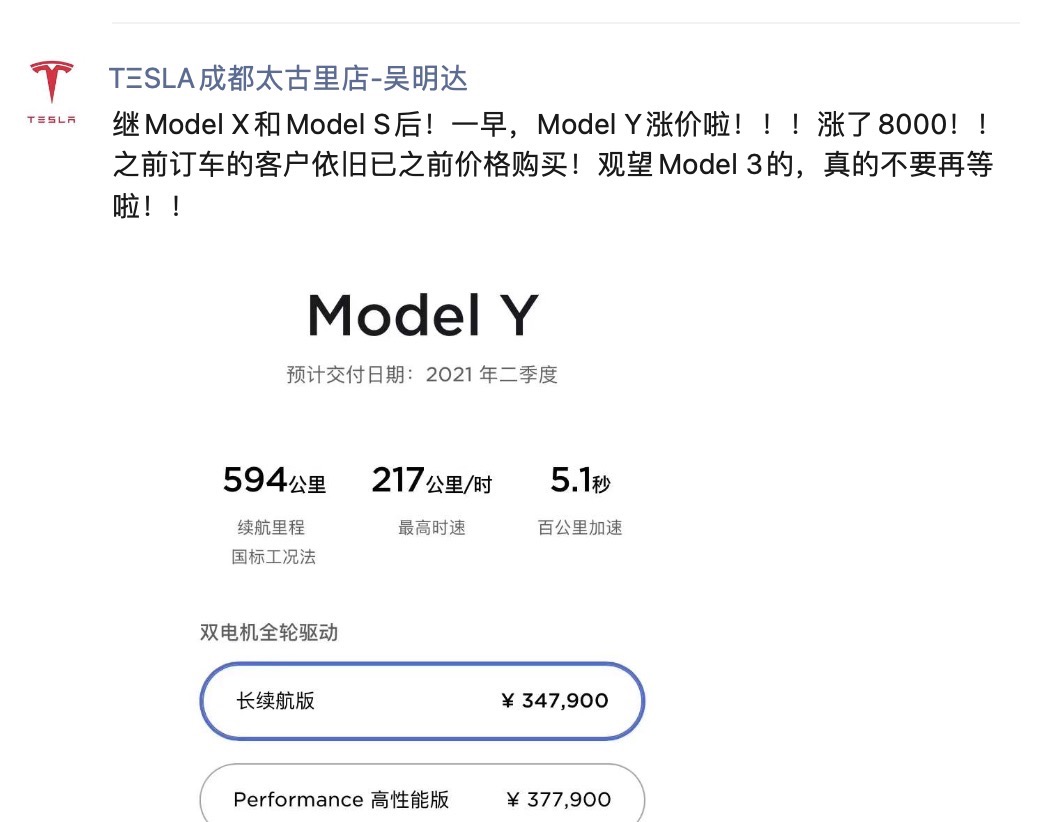 TESLA成都太古里店-吴明达
TESLA
继Model X和Model S后！一早，Model Y涨价啦！！！涨了8000！！
之前订车的客户依旧已之前价格购买！观望Model 3的，真的不要再等
啦！！
Model Y
预计交付日期：2021 年二季度
594公里 217公里/时 5.1秒
续航里程 最高时速 百公里加速
国标工况法
双电机全轮驱动
长续航版 ¥ 347,900
Performance 高性能版 ¥ 377,900